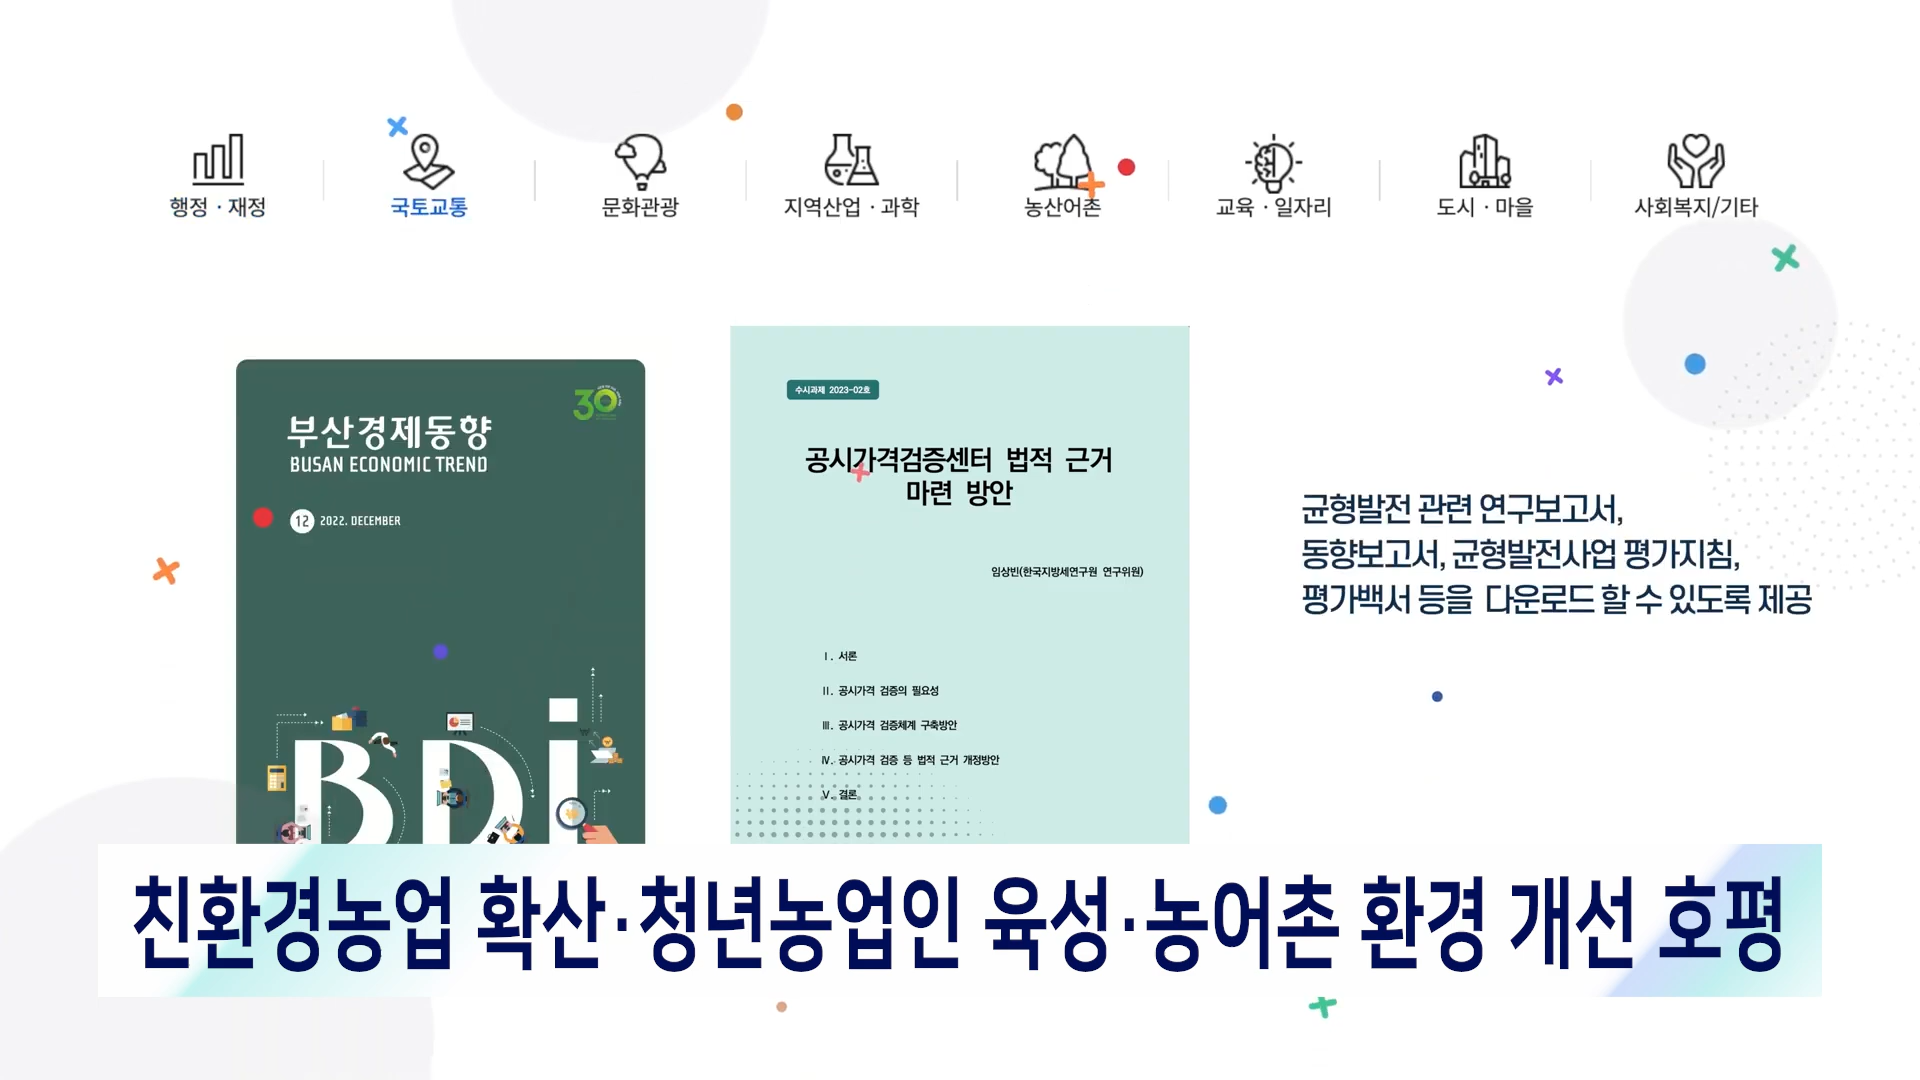 행정 · 재정
국토교통
문화관광
지역산업 · 과학
농산어촌
교육 · 일자리
도시 · 마을
사회복지/기타
30
부산경제동향
BUSAN ECONOMIC TREND
12 2022. DECEMBER
BDi
수시과제 2023-02호
공시가격검증센터 법적 근거
마련 방안
임상빈(한국지방세연구원 연구위원)
Ⅰ. 서론
Ⅱ. 공시가격 검증의 필요성
Ⅲ. 공시가격 검증체계 구축방안
Ⅳ. 공시가격 검증 등 법적 근거 개정방안
Ⅴ. 결론
균형발전 관련 연구보고서,
동향보고서, 균형발전사업 평가지침,
평가백서 등을 다운로드 할 수 있도록 제공
친환경농업 확산·청년농업인 육성·농어촌 환경 개선 호평